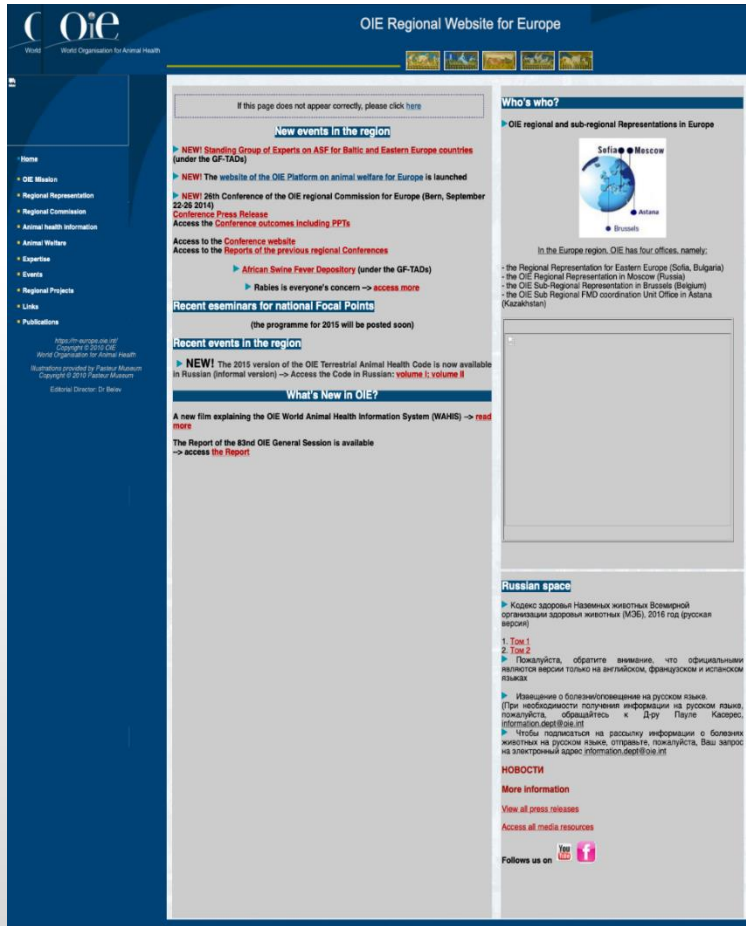 Oie
World
World Organisation for Animal Health
OIE Regional Website for Europe
Home
OIE Mission
Regional Representation
Regional Commission
Animal health information
Animal Welfare
Expertise
Events
Regional Projects
Links
Publications
https://rr-europe.oie.int/
Copyright © 2010 OIE
World Organisation for Animal Health
Illustrations provided by Pasteur Museum
Copyright © 2010 Pasteur Museum
Editorial Director: Dr Belev
If this page does not appear correctly, please click here
New events in the region
NEW! Standing Group of Experts on ASF for Baltic and Eastern Europe countries
(under the GF-TADs)
NEW! The website of the OIE Platform on animal welfare for Europe is launched
NEW! 26th Conference of the OIE regional Commission for Europe (Bern, September
22-26 2014)
Conference Press Release
Access the Conference outcomes including PPTs
Access to the Conference website
Access to the Reports of the previous regional Conferences
African Swine Fever Depository (under the GF-TADs)
Rabies is everyone's concern –> access more
Recent eseminars for national Focal Points
(the programme for 2015 will be posted soon)
Recent events in the region
NEW! The 2015 version of the OIE Terrestrial Animal Health Code is now available
in Russian (informal version) –> Access the Code in Russian: volume I; volume II
What's New in OIE?
A new film explaining the OIE World Animal Health Information System (WAHIS) –> read
more
The Report of the 83nd OIE General Session is available
–> access the Report
Who's who?
OIE regional and sub-regional Representations in Europe
Sofia Moscow
Astana
Brussels
In the Europe region, OIE has four offices, namely:
- the Regional Representation for Eastern Europe (Sofia, Bulgaria)
- the OIE Regional Representation in Moscow (Russia)
- the OIE Sub-Regional Representation in Brussels (Belgium)
- the OIE Sub Regional FMD coordination Unit Office in Astana
(Kazakhstan)
Russian space
Кодекс здоровья Наземных животных Всемирной
организации здоровья животных (МЭБ), 2016 год (русская
версия)
1. Том 1
2. Том 2
Пожалуйста, обратите внимание, что официальными
являются версии только на английском, французском и испанском
языках
Извещение о болезни/оповещение на русском языке.
(При необходимости получения информации на русском языке,
пожалуйста, обращайтесь к Д-ру Пауле Касерес,
information.dept@oie.int
Чтобы подписаться на рассылку информации о болезнях
животных на русском языке, отправьте, пожалуйста, Ваш запрос
на электронный адрес information.dept@oie.int
НОВОСТИ
More information
View all press releases
Access all media resources
Follows us on You Tube f